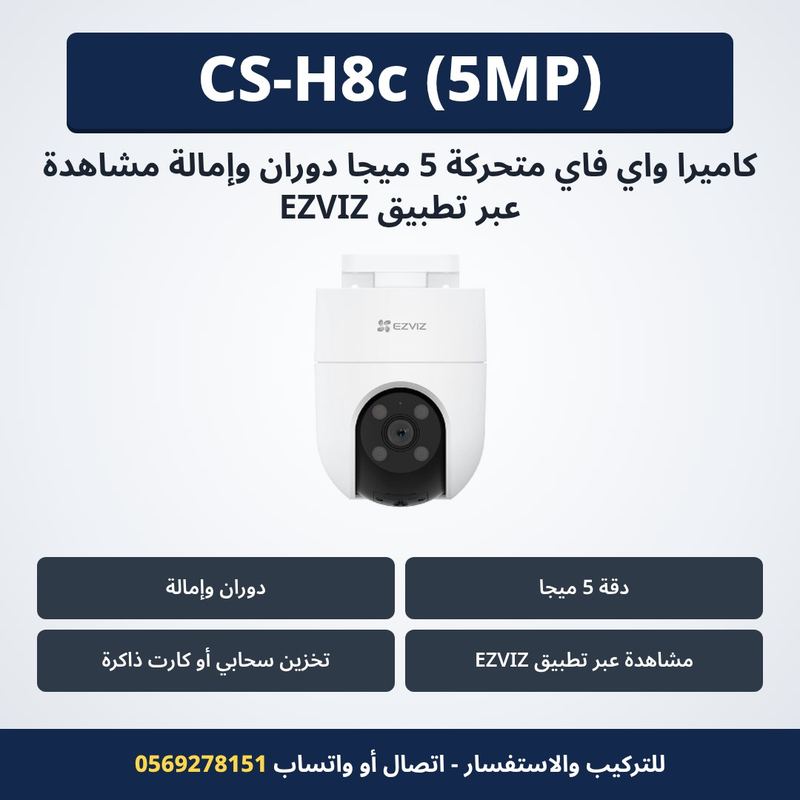 CS-H8c (5MP)
كاميرا واي فاي متحركة 5 ميجا دوران وإمالة مشاهدة
عبر تطبيق EZVIZ
EZVIZ
دقة 5 ميجا
دوران وإمالة
مشاهدة عبر تطبيق EZVIZ
تخزين سحابي أو كارت ذاكرة
للتركيب والاستفسار - اتصال أو واتساب 0569278151